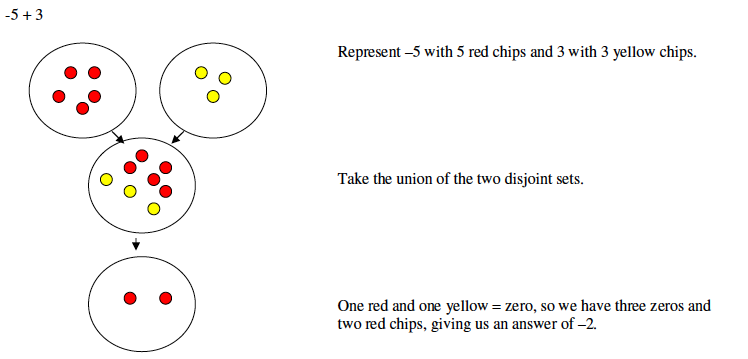 -5 + 3
Represent –5 with 5 red chips and 3 with 3 yellow chips.
Take the union of the two disjoint sets.
One red and one yellow = zero, so we have three zeros and
two red chips, giving us an answer of –2.